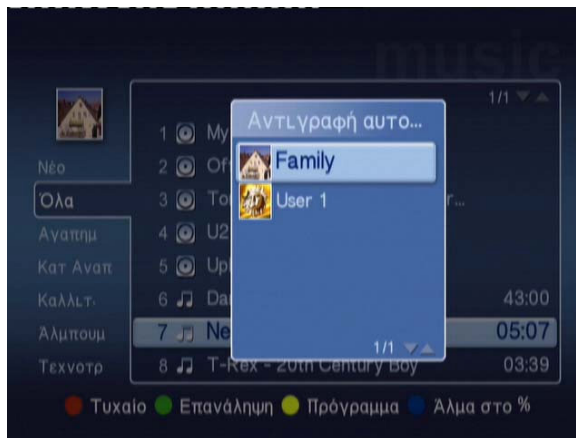 music
1/1
Αντιγραφή αυτο...
1 My
Νέο
2 Of
Family
Όλα
3 To
r...
User 1
Αγαπημ
4 U2
Κατ Αναπ
5 Upl
Καλλιτ.
6 Da
43:00
Άλμπουμ
7 Ne
05:07
1/1
Τεχνοτρ
8 T-Rex - 20th Century Boy
03:39
Τυχαίο Επανάληψη Πρόγραμμα Άλμα στο %